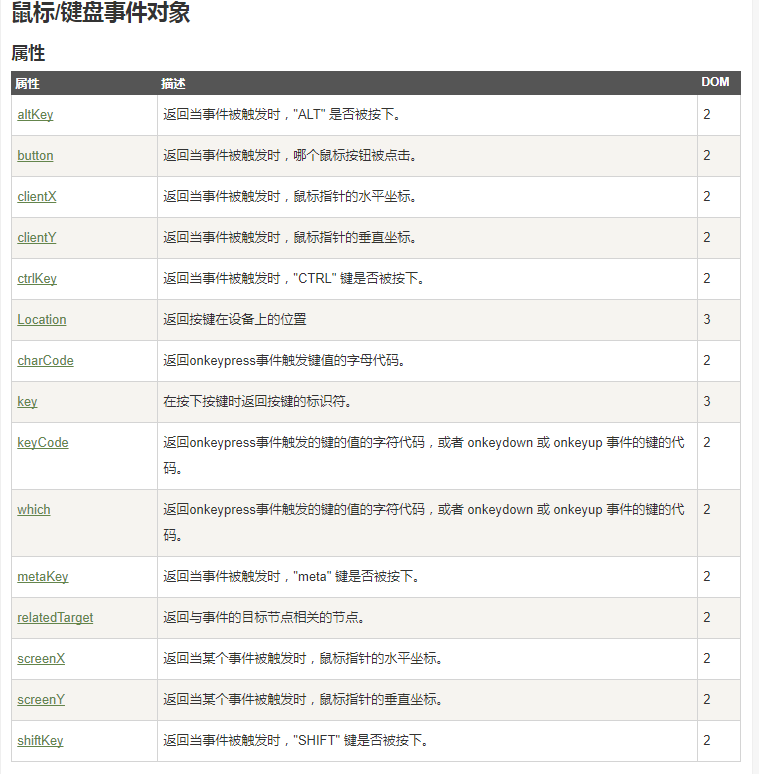 鼠标/键盘事件对象
属性
属性 描述 DOM
altKey 返回当事件被触发时，"ALT" 是否被按下。 2
button 返回当事件被触发时，哪个鼠标按钮被点击。 2
clientX 返回当事件被触发时，鼠标指针的水平坐标。 2
clientY 返回当事件被触发时，鼠标指针的垂直坐标。 2
ctrlKey 返回当事件被触发时，"CTRL" 键是否被按下。 2
Location 返回按键在设备上的位置 3
charCode 返回onkeypress事件触发键值的字母代码。 2
key 在按下按键时返回按键的标识符。 3
keyCode 返回onkeypress事件触发的键的值的字符代码，或者 onkeydown 或 onkeyup 事件的键的代 2
码。
which 返回onkeypress事件触发的键的值的字符代码，或者 onkeydown 或 onkeyup 事件的键的代 2
码。
metaKey 返回当事件被触发时，"meta" 键是否被按下。 2
relatedTarget 返回与事件的目标节点相关的节点。 2
screenX 返回当某个事件被触发时，鼠标指针的水平坐标。 2
screenY 返回当某个事件被触发时，鼠标指针的垂直坐标。 2
shiftKey 返回当事件被触发时，"SHIFT" 键是否被按下。 2